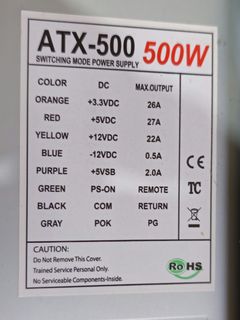 ATX-500 500W
SWITCHING MODE POWER SUPPLY
COLOR DC MAX.OUTPUT
ORANGE +3.3VDC 26A
RED +5VDC 27A
YELLOW +12VDC 22A
BLUE -12VDC 0.5A
PURPLE +5VSB 2.0A
GREEN PS-ON REMOTE
BLACK COM RETURN
GRAY POK PG
CE
TC
CAUTION:
Do Not Remove This Cover.
Trained Service Personal Only.
No Serviceable Components-Inside.
RoHS